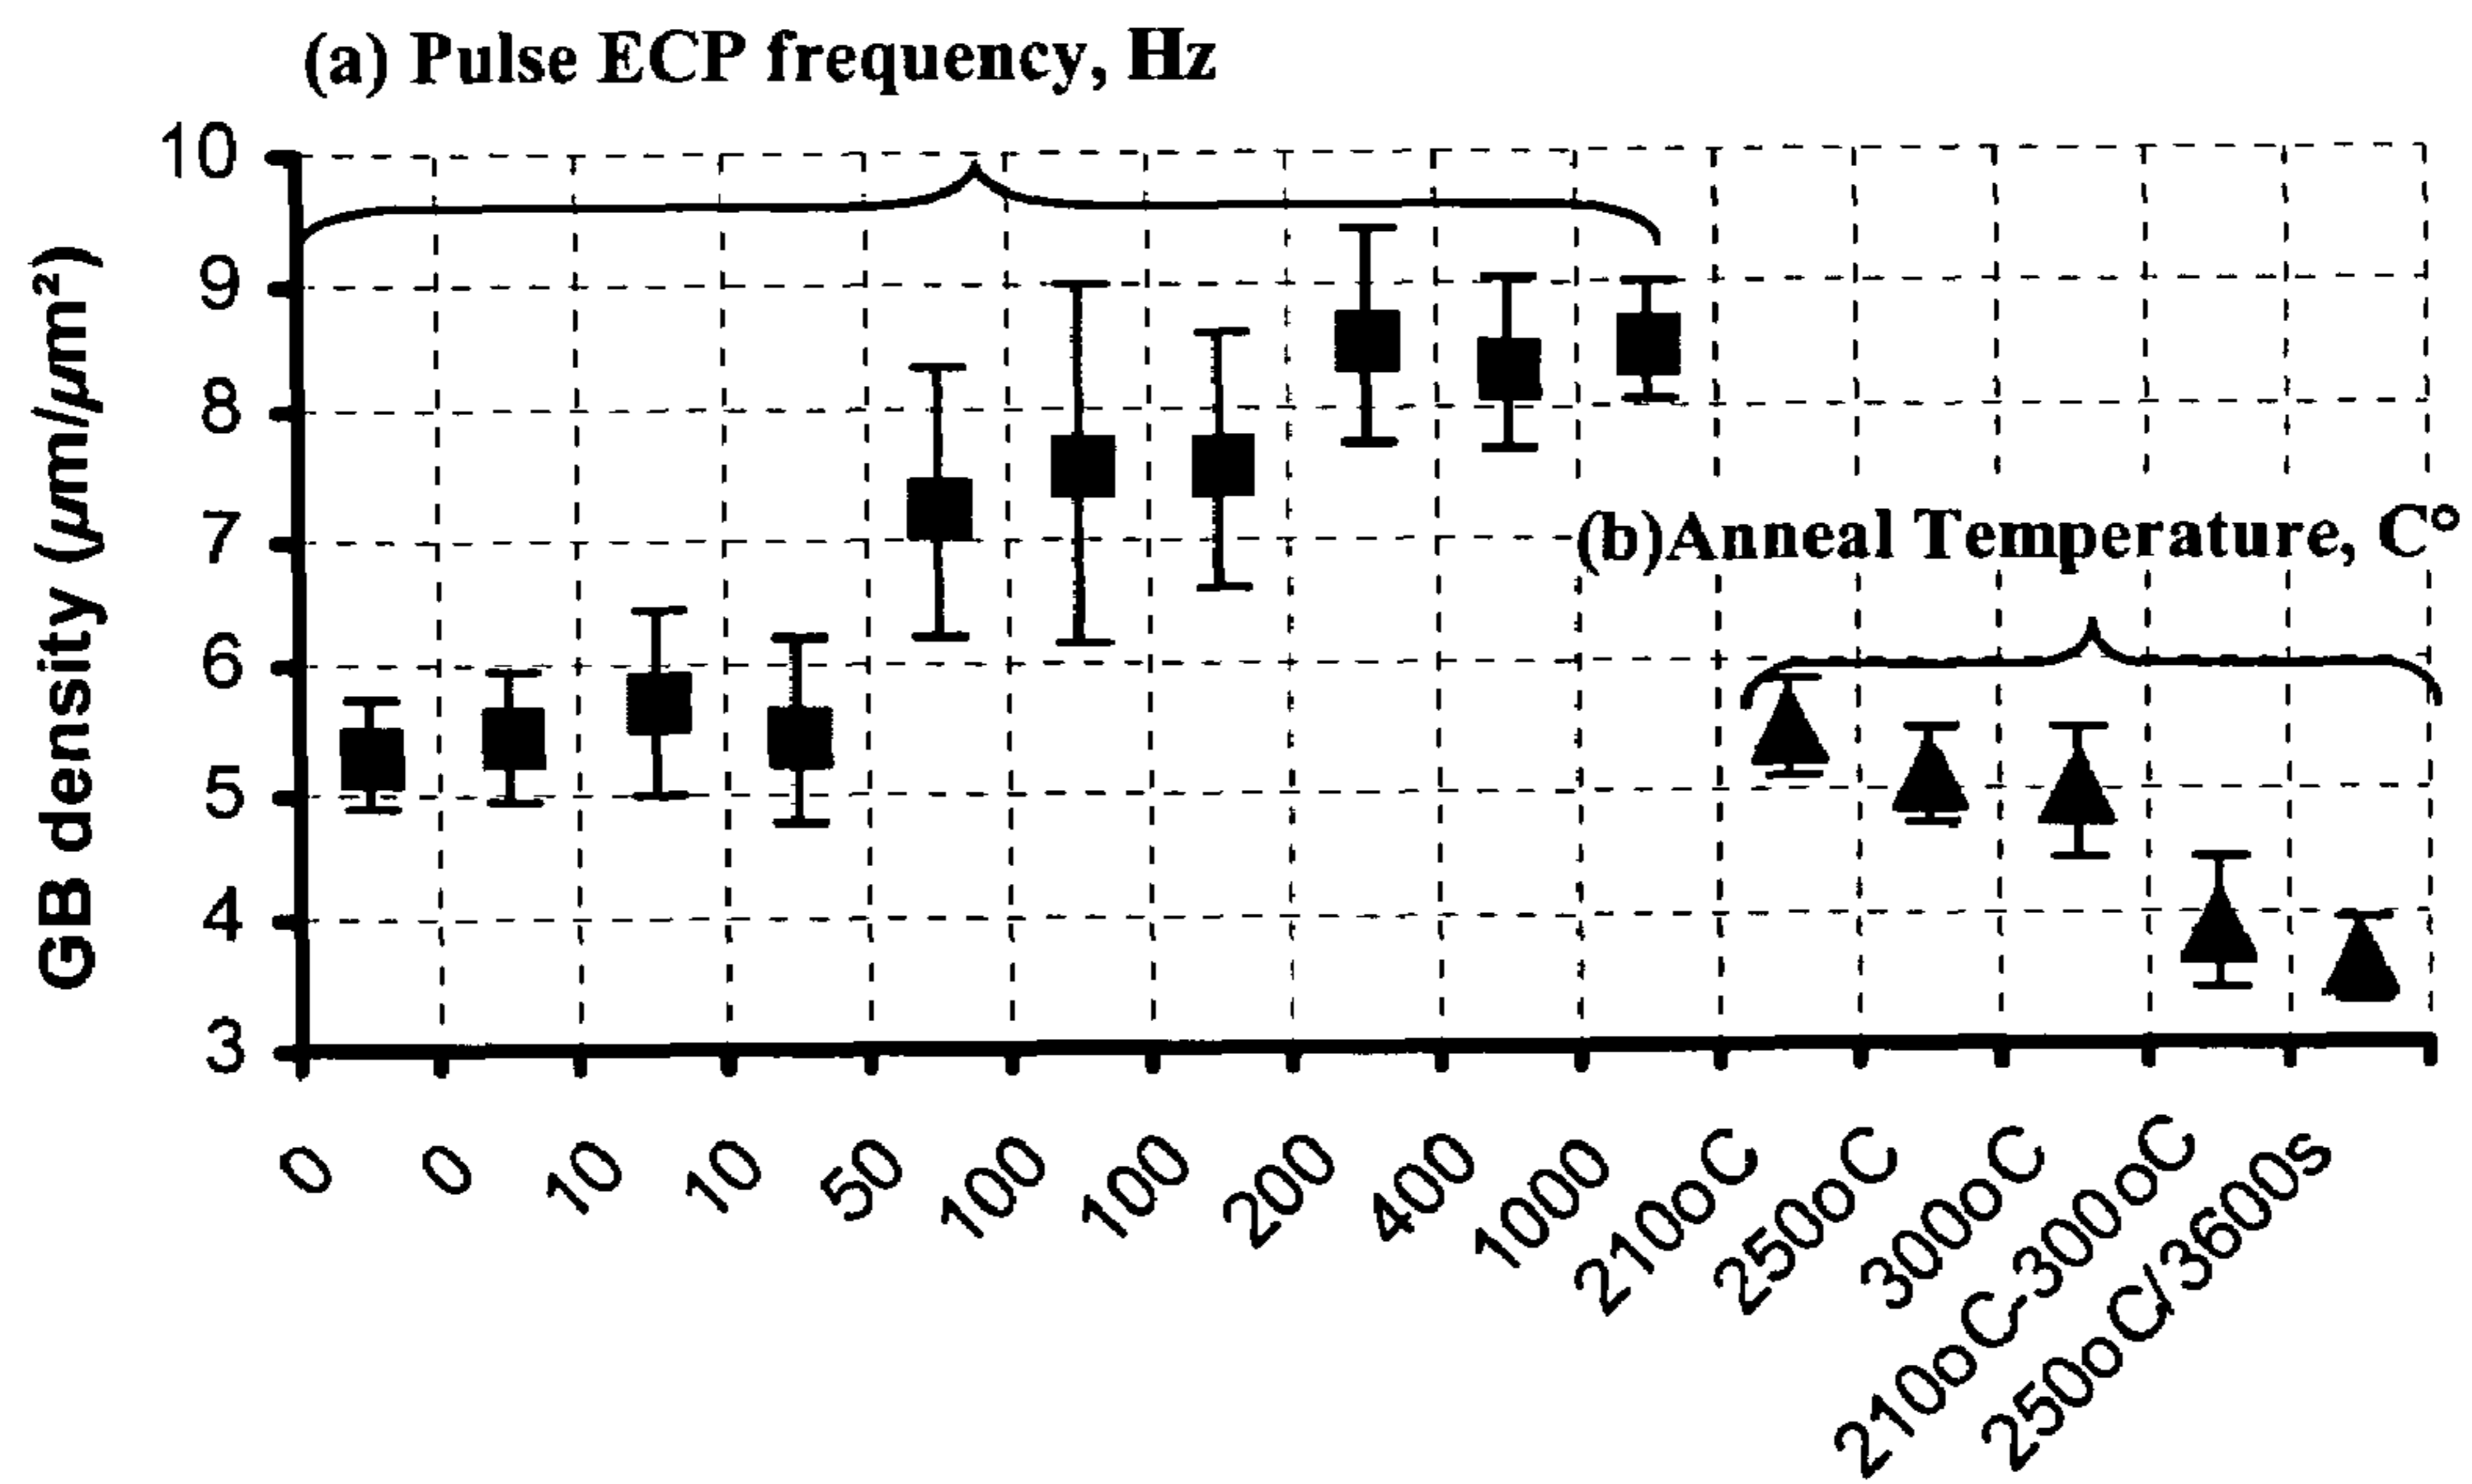 (a) Pulse ECP frequency, Hz
10
9
8
7
6
5
4
3
GB density (μm/μm²)
(b)Anneal Temperature, C°
0
0
10
10
50
100
100
200
400
1000
210oC
250oC
300oC
210oC-300oC
250oC/3600s